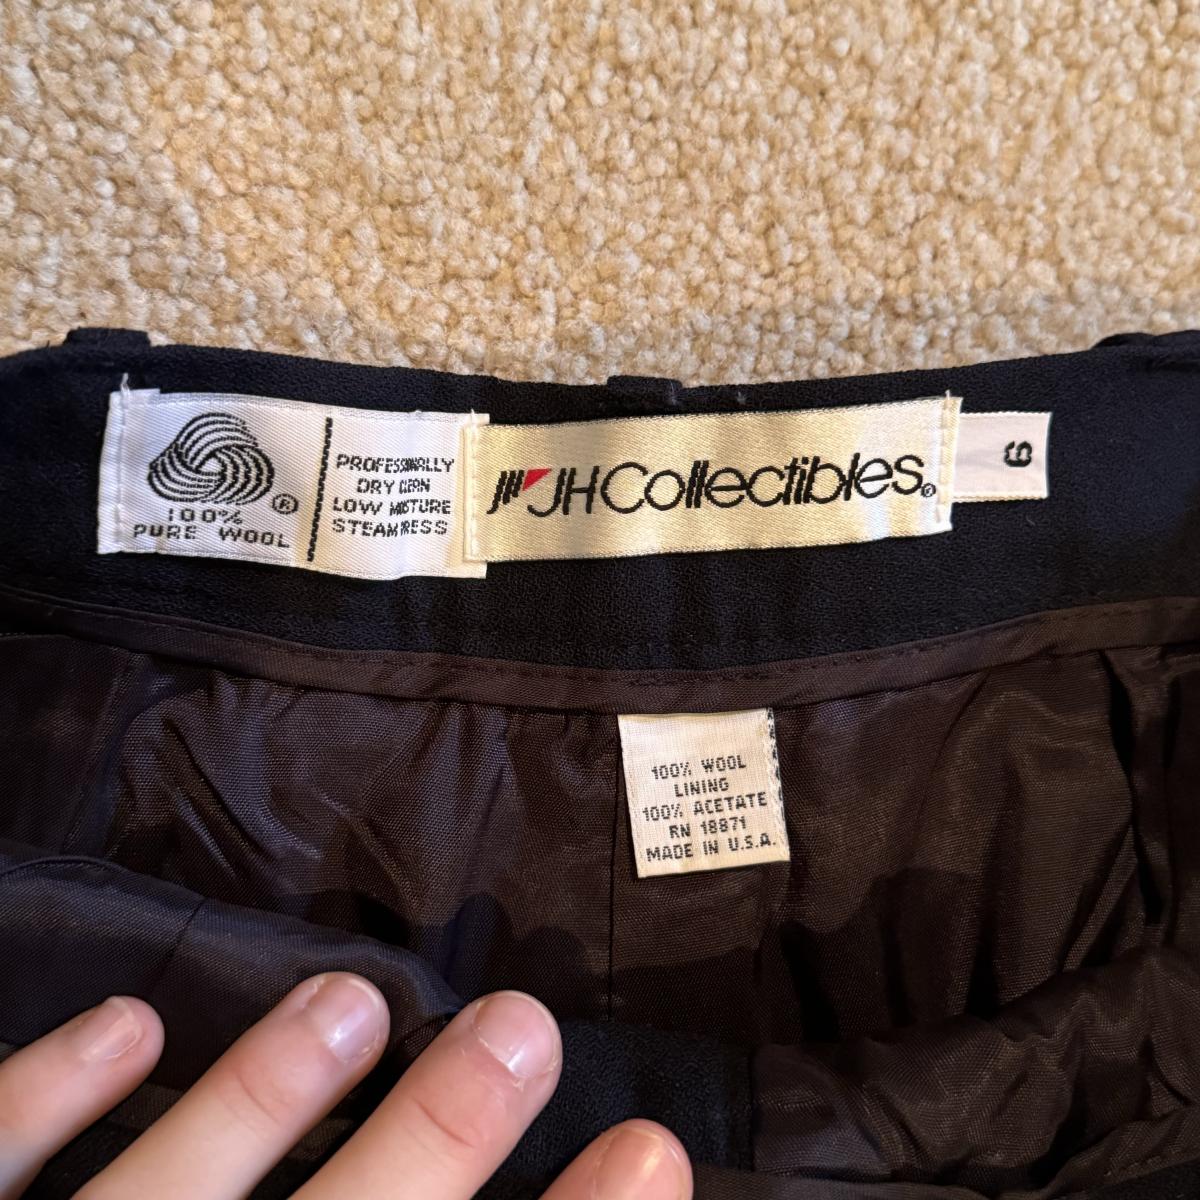 ®
100%
PURE WOOL
PROFESSIONALLY
DRY CLEAN
LOW MOISTURE
STEAM PRESS
JH Collectibles®
6
100% WOOL
LINING
100% ACETATE
RN 18871
MADE IN U.S.A.